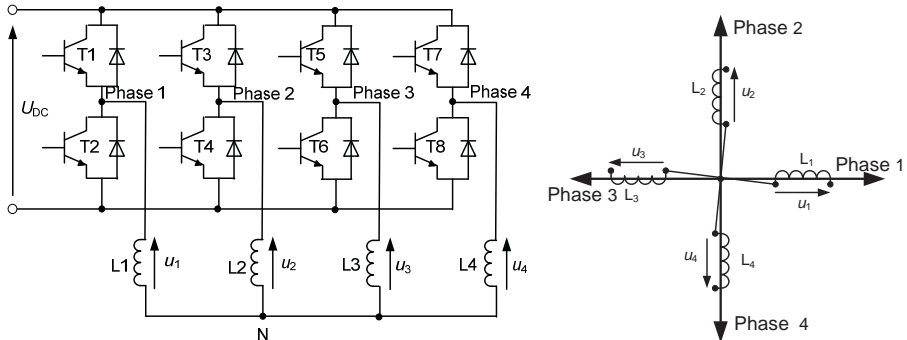 T1
T3
T5
T7
Phase 1
Phase 2
Phase 3
Phase 4
UDC
T2
T4
T6
T8
L1
u1
L2
u2
L3
u3
L4
u4
N
Phase 2
L2
u2
u3
L1
Phase 1
Phase 3
L3
u1
u4
L4
Phase 4